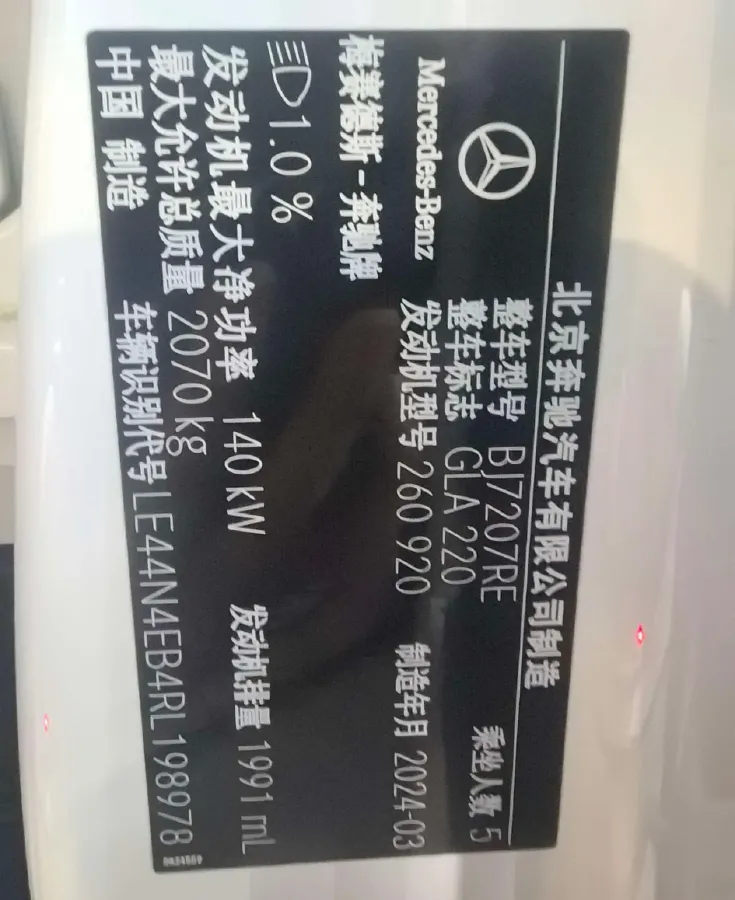 北京奔驰汽车有限公司制造
Mercedes-Benz
整车型号 BJ7207RE 乘坐人数 5
整车标志 GLA 220
发动机型号 260 920 制造年月 2024-03
梅赛德斯-奔驰牌
1.0 %
发动机最大净功率 140 kW 发动机排量 1991 mL
最大允许总质量 2070 kg
中国 制造 车辆识别代号 LE44N4EB4RL198978